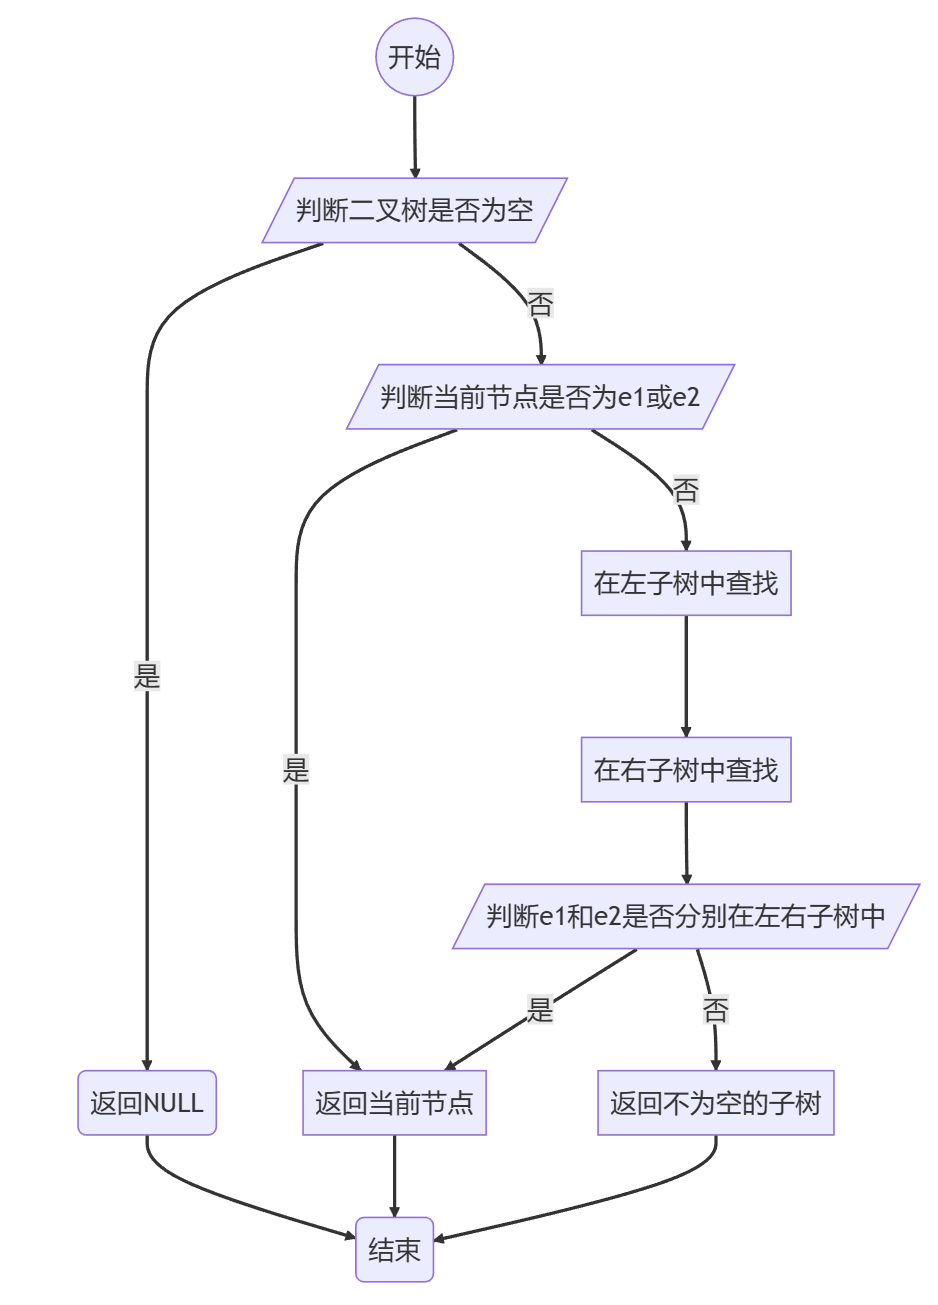 开始
判断二叉树是否为空
否
判断当前节点是否为e1或e2
否
在左子树中查找
是
在右子树中查找
是
判断e1和e2是否分别在左右子树中
是
否
返回NULL
返回当前节点
返回不为空的子树
结束